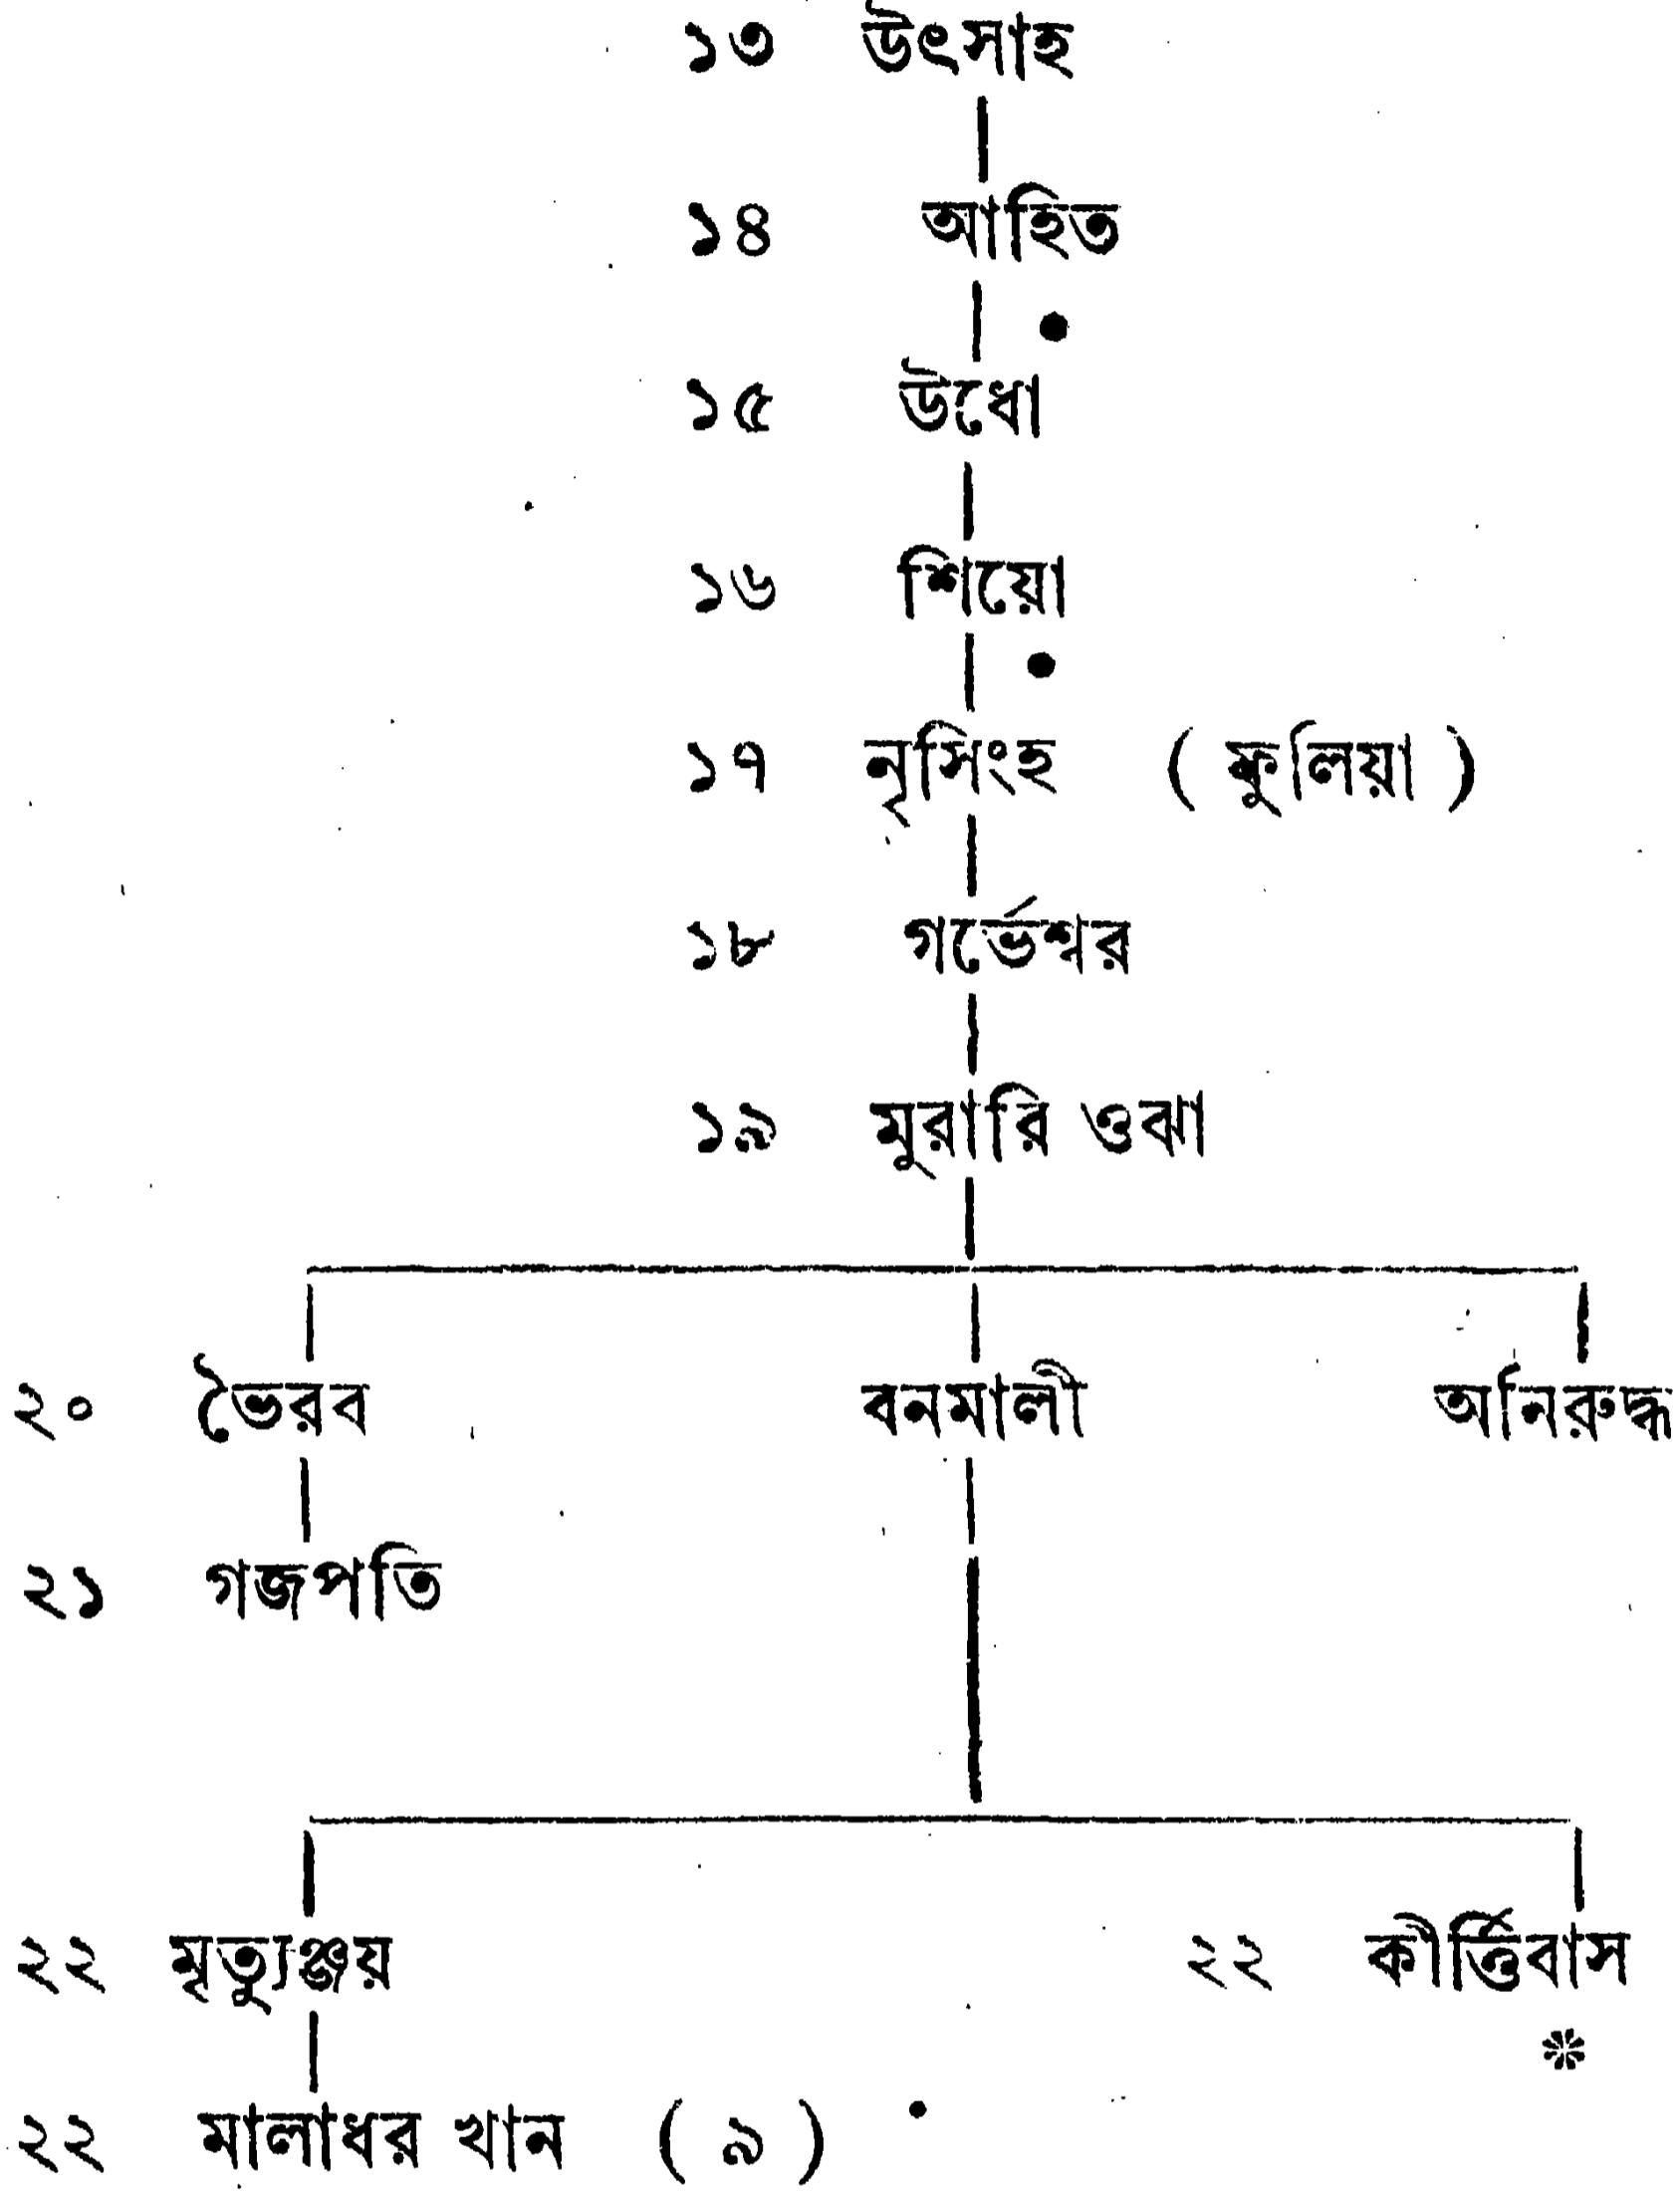 ১৩ উৎসাহ
১৪ আহিত
১৫ উধো
১৬ শিয়ো
১৭ নৃসিংহ ( ফুলিয়া )
১৮ গর্ভেশ্বর
১৯ মুরারি ওঝা
২০ ভৈরব বনমালী অনিরুদ্ধ
২১ গজপতি
২২ মৃত্যুঞ্জয় ২২ কীর্ত্তিবাস
*
২২ মালাধর খান ( ৯ )